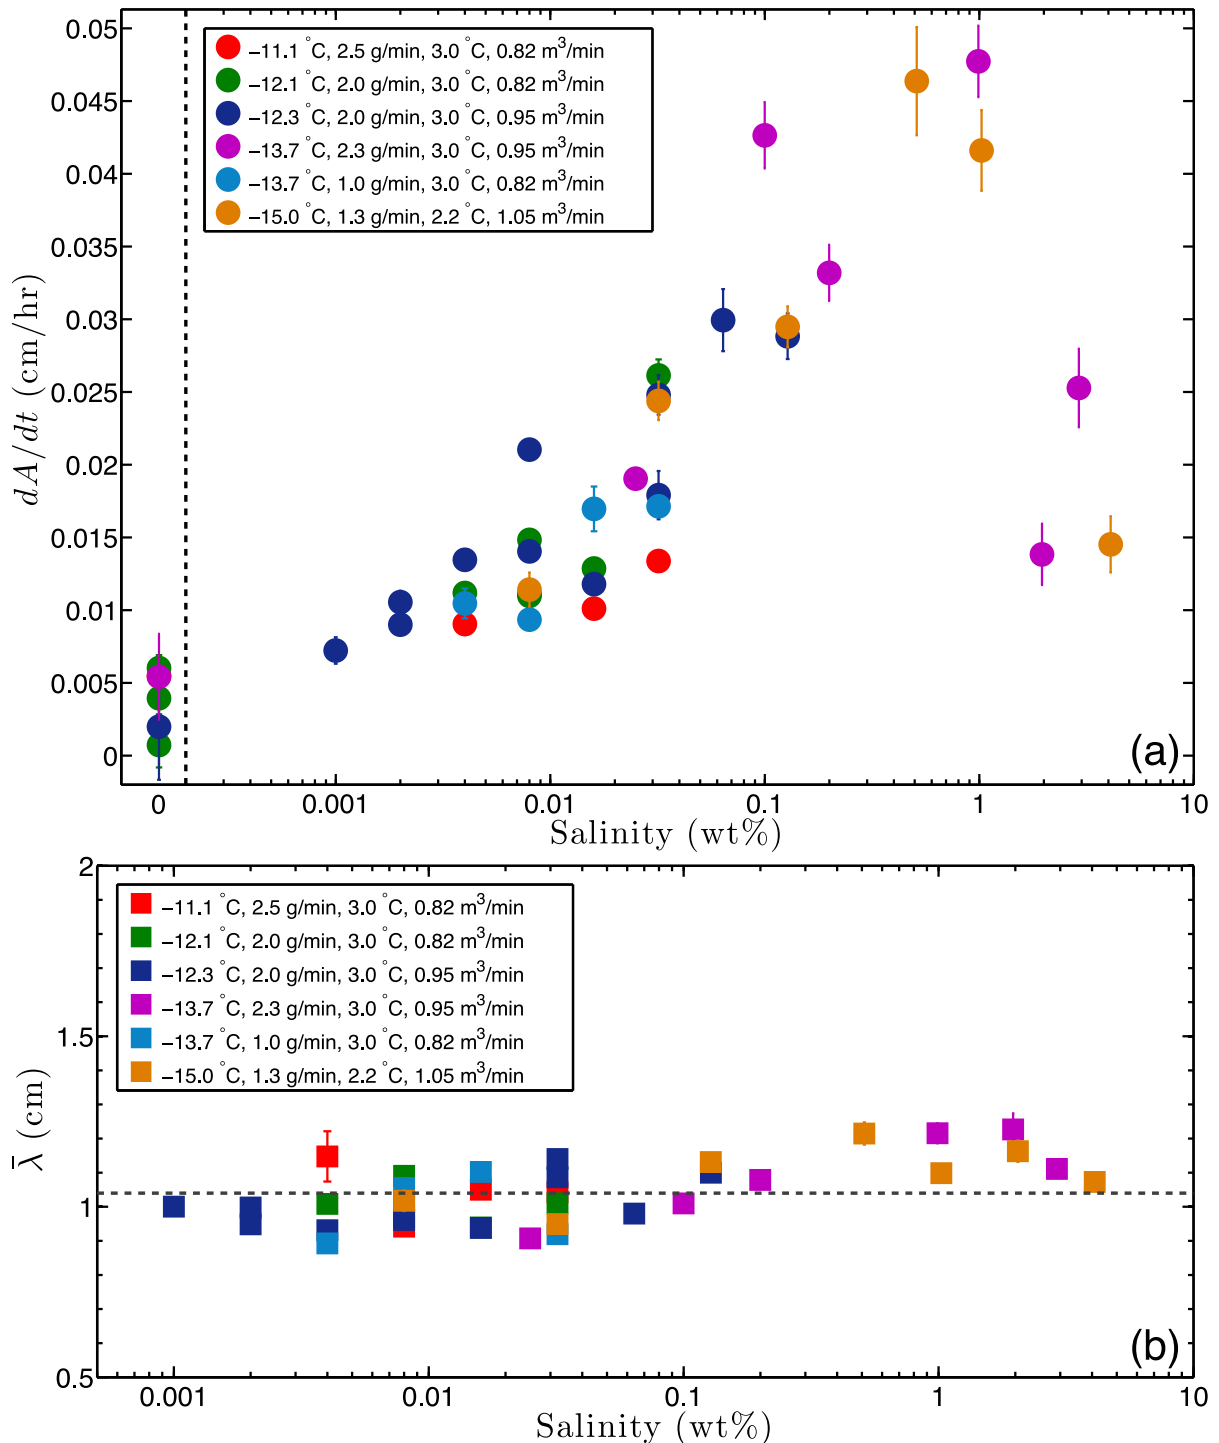 0.05
0.045
0.04
0.035
0.03
0.025
0.02
0.015
0.01
0.005
0
dA/dt (cm/hr)
−11.1 °C, 2.5 g/min, 3.0 °C, 0.82 m³/min
−12.1 °C, 2.0 g/min, 3.0 °C, 0.82 m³/min
−12.3 °C, 2.0 g/min, 3.0 °C, 0.95 m³/min
−13.7 °C, 2.3 g/min, 3.0 °C, 0.95 m³/min
−13.7 °C, 1.0 g/min, 3.0 °C, 0.82 m³/min
−15.0 °C, 1.3 g/min, 2.2 °C, 1.05 m³/min
(a)
0 0.001 0.01 0.1 1 10
Salinity (wt%)
2
1.5
1
0.5
λ̄ (cm)
−11.1 °C, 2.5 g/min, 3.0 °C, 0.82 m³/min
−12.1 °C, 2.0 g/min, 3.0 °C, 0.82 m³/min
−12.3 °C, 2.0 g/min, 3.0 °C, 0.95 m³/min
−13.7 °C, 2.3 g/min, 3.0 °C, 0.95 m³/min
−13.7 °C, 1.0 g/min, 3.0 °C, 0.82 m³/min
−15.0 °C, 1.3 g/min, 2.2 °C, 1.05 m³/min
(b)
0.001 0.01 0.1 1 10
Salinity (wt%)